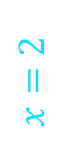 x = 2